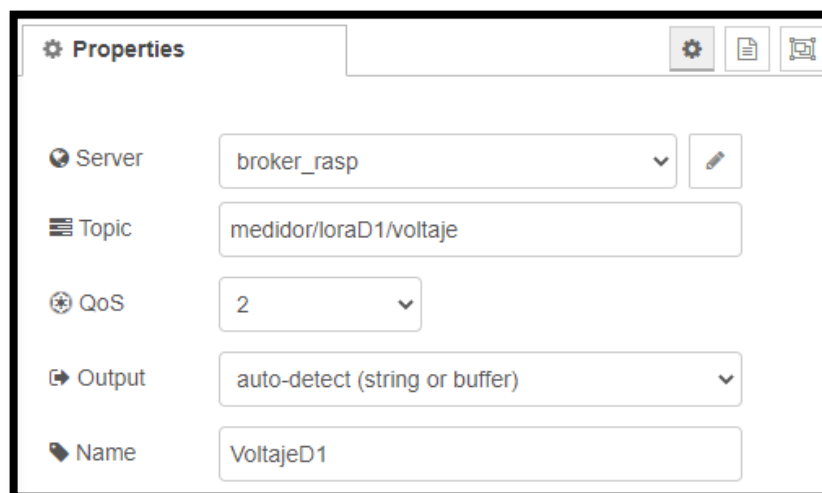 Properties
Server broker_rasp
Topic medidor/loraD1/voltaje
QoS 2
Output auto-detect (string or buffer)
Name VoltajeD1